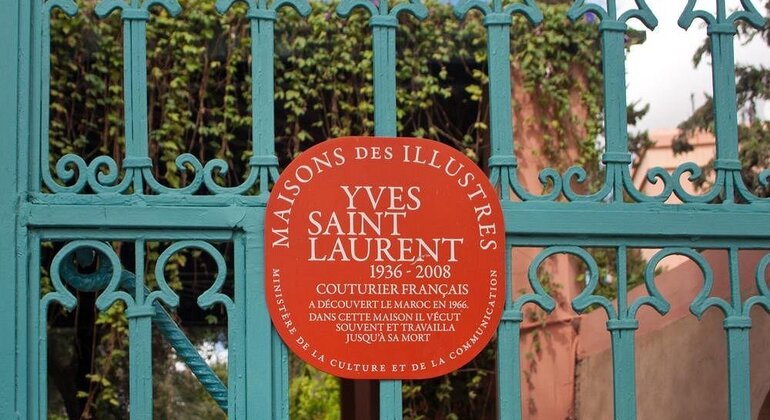 MAISONS DES ILLUSTRES
YVES
SAINT
LAURENT
1936 - 2008
COUTURIER FRANÇAIS
A DÉCOUVERT LE MAROC EN 1966.
DANS CETTE MAISON IL VÉCUT
SOUVENT ET TRAVAILLA
JUSQU'À SA MORT
MINISTÈRE DE LA CULTURE ET DE LA COMMUNICATION